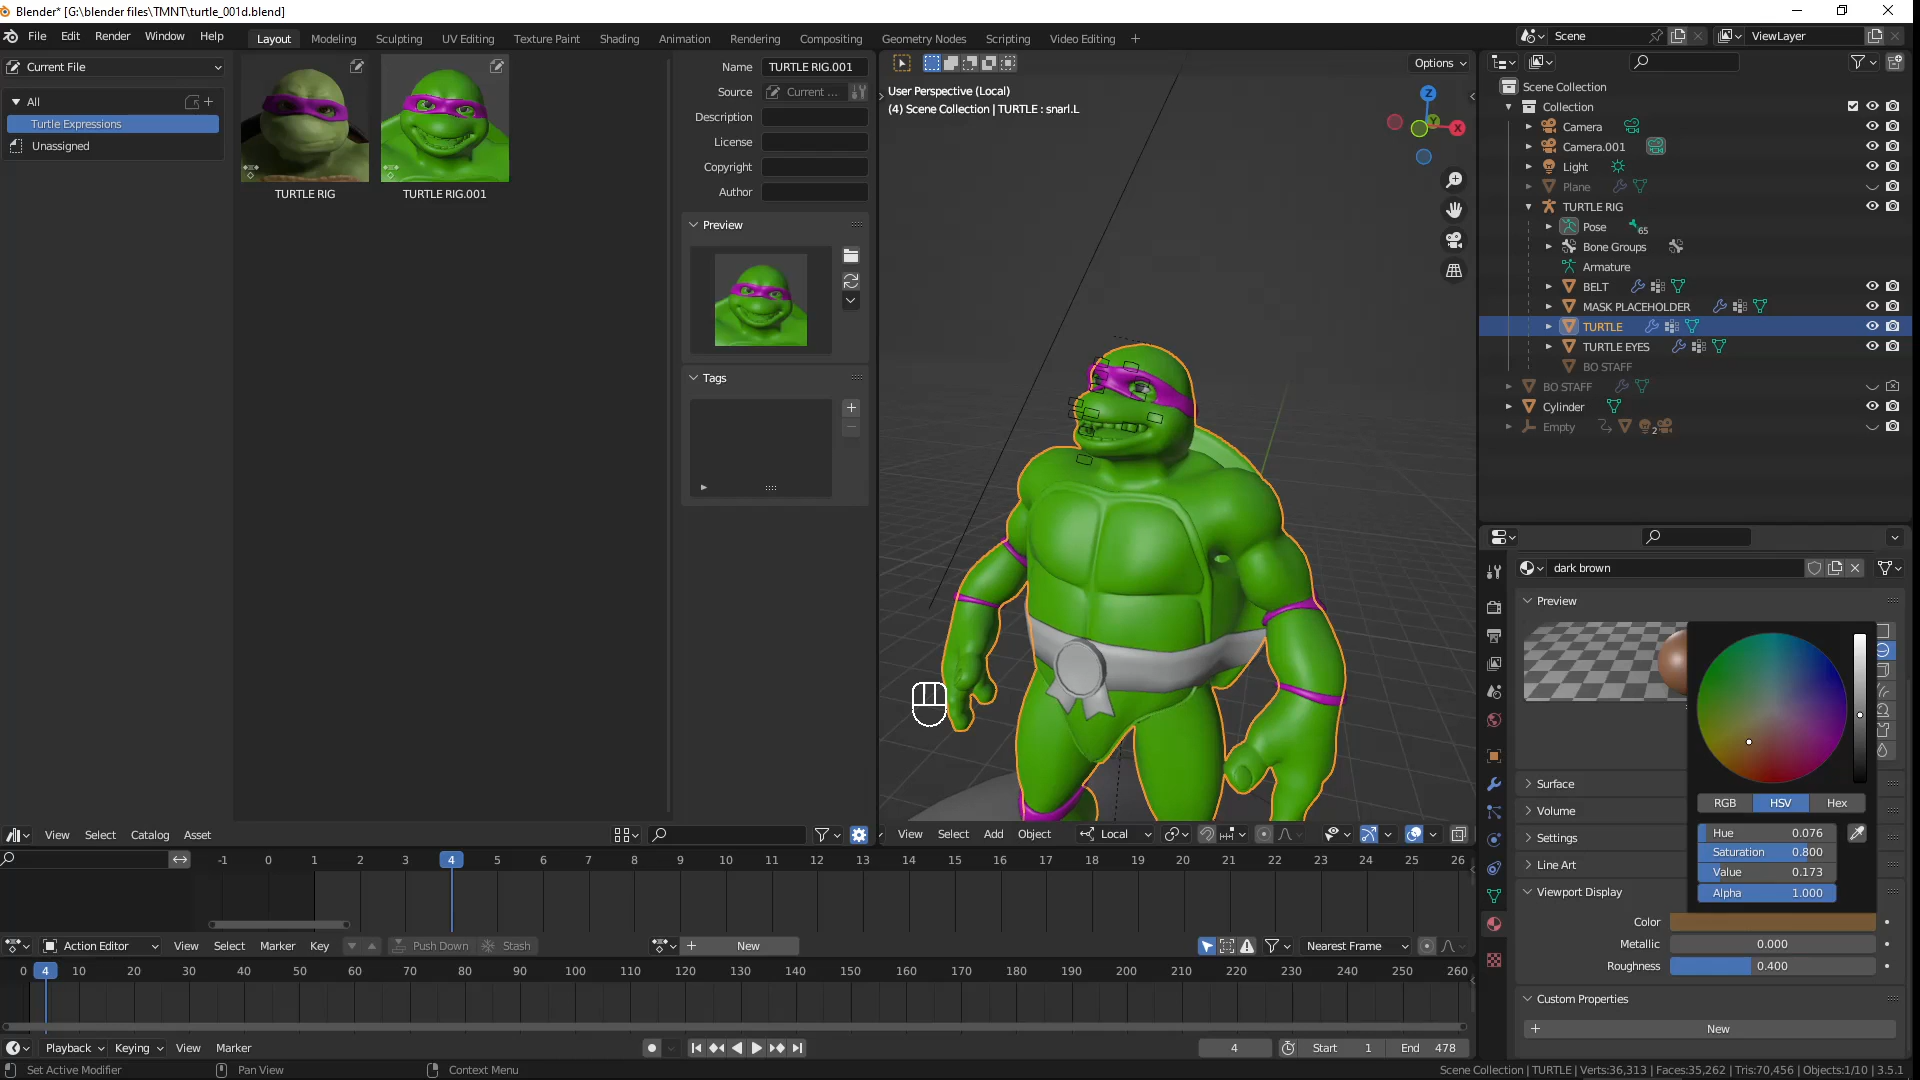 Blender* [G:\blender files\TMNT\turtle_001d.blend]
File Edit Render Window Help
Layout Modeling Sculpting UV Editing Texture Paint Shading Animation Rendering Compositing Geometry Nodes Scripting Video Editing
Scene
ViewLayer
Current File
All
Turtle Expressions
Unassigned
TURTLE RIG
TURTLE RIG.001
Name TURTLE RIG.001
Source Current ...
Description
License
Copyright
Author
Preview
Tags
Options
User Perspective (Local)
(4) Scene Collection | TURTLE : snarl.L
Z
Y
X
Scene Collection
Collection
Camera
Camera.001
Light
Plane
TURTLE RIG
Pose 65
Bone Groups
Armature
BELT
MASK PLACEHOLDER
TURTLE
TURTLE EYES
BO STAFF
BO STAFF
Cylinder
Empty 2
dark brown
Preview
RGB HSV Hex
Hue 0.076
Saturation 0.800
Value 0.173
Alpha 1.000
Surface
Volume
Settings
Line Art
Viewport Display
Color
Metallic 0.000
Roughness 0.400
Custom Properties
New
View Select Catalog Asset
View Select Add Object Local
-1 0 1 2 3 4 5 6 7 8 9 10 11 12 13 14 15 16 17 18 19 20 21 22 23 24 25 26
Action Editor View Select Marker Key Push Down Stash New Nearest Frame
0 4 10 20 30 40 50 60 70 80 90 100 110 120 130 140 150 160 170 180 190 200 210 220 230 240 250 260
Playback Keying View Marker 4 Start 1 End 478
Set Active Modifier Pan View Context Menu
Scene Collection | TURTLE | Verts:36,313 | Faces:35,262 | Tris:70,456 | Objects:1/10 | 3.5.1